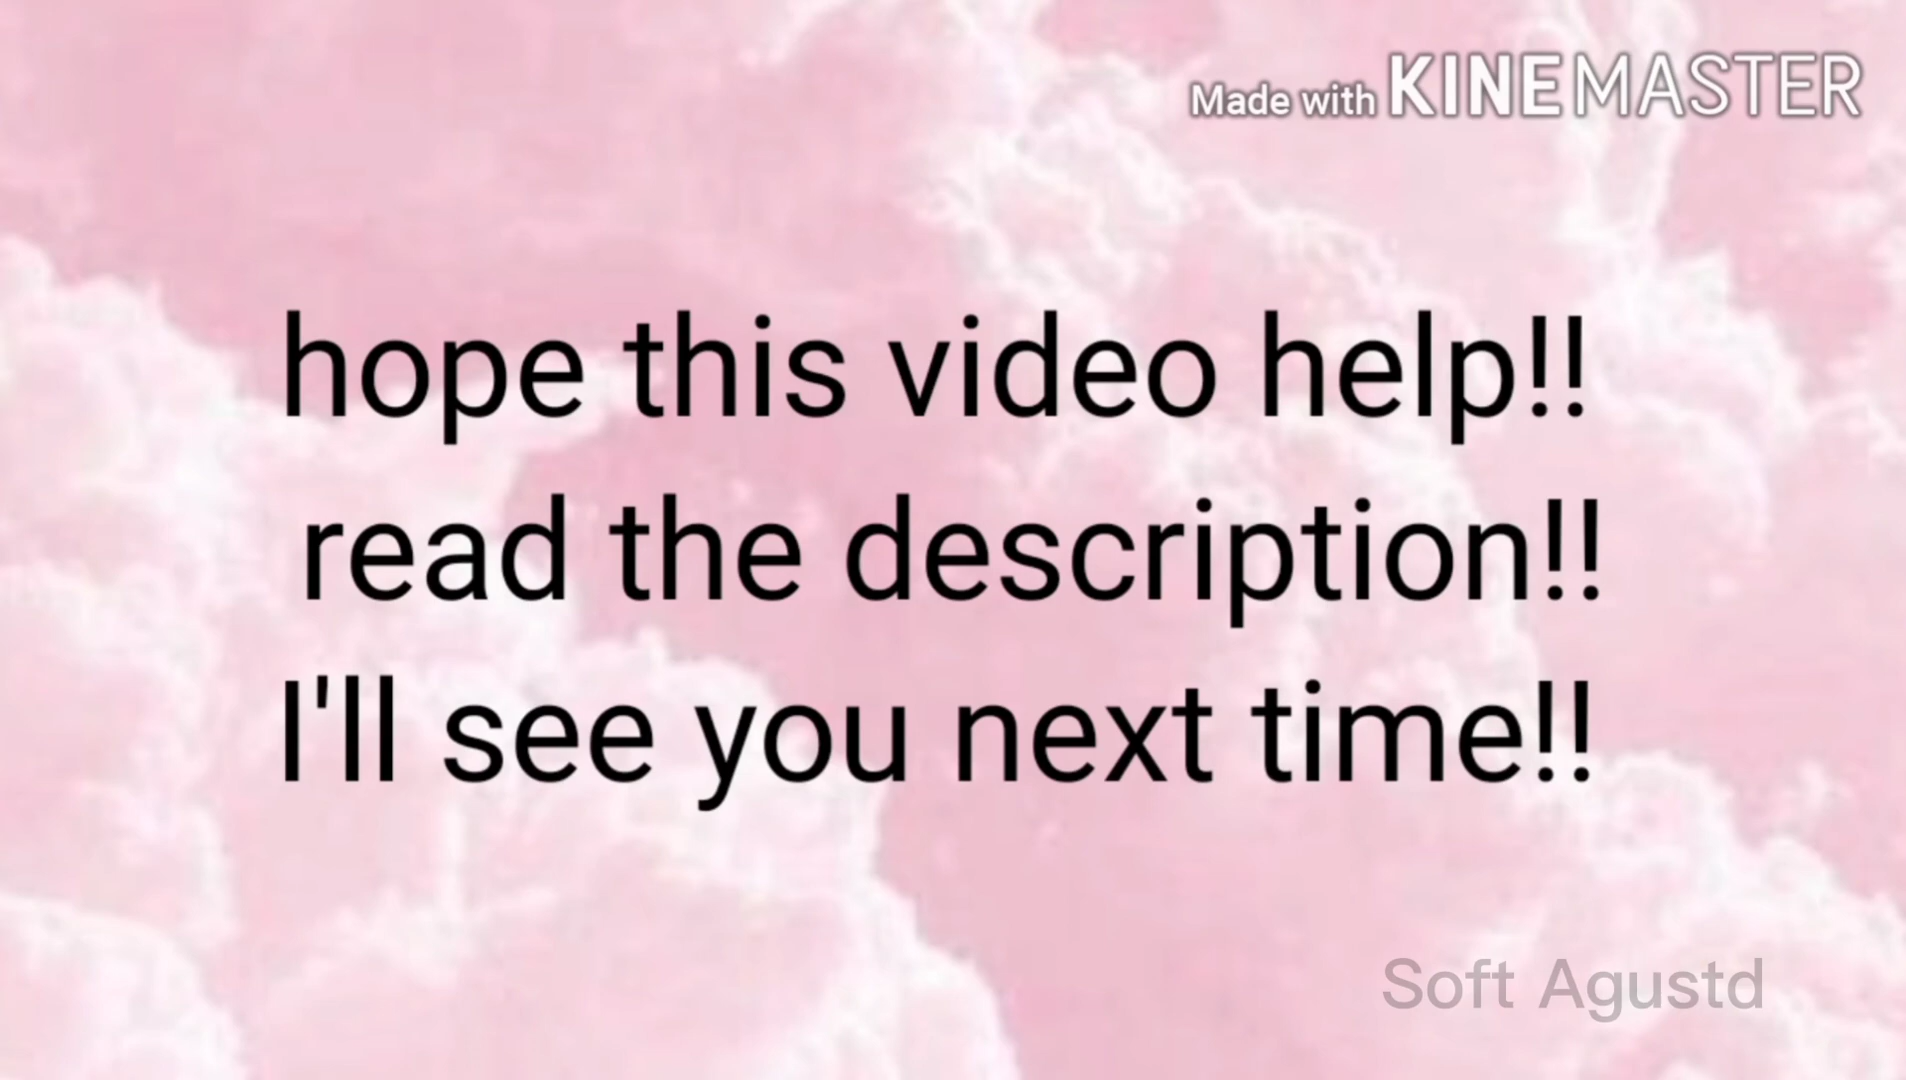 Made with KINEMASTER
hope this video help!!
read the description!!
I'll see you next time!!
Soft Agustd